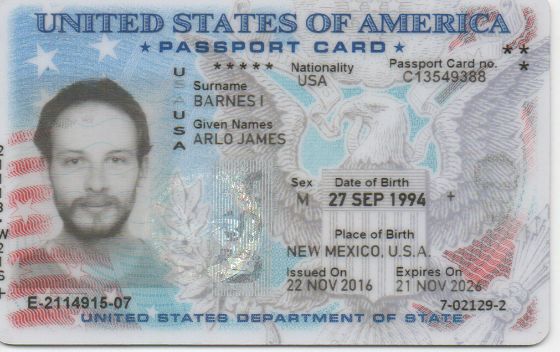 UNITED STATES OF AMERICA
★ PASSPORT CARD ★
USA
USA
★★★★★
Nationality
USA
Passport Card no.
C13549388
Surname
BARNES I
Given Names
ARLO JAMES
Sex
M
Date of Birth
27 SEP 1994
Place of Birth
NEW MEXICO, U.S.A.
Issued On
22 NOV 2016
Expires On
21 NOV 2026
E-2114915-07
7-02129-2
UNITED STATES DEPARTMENT OF STATE